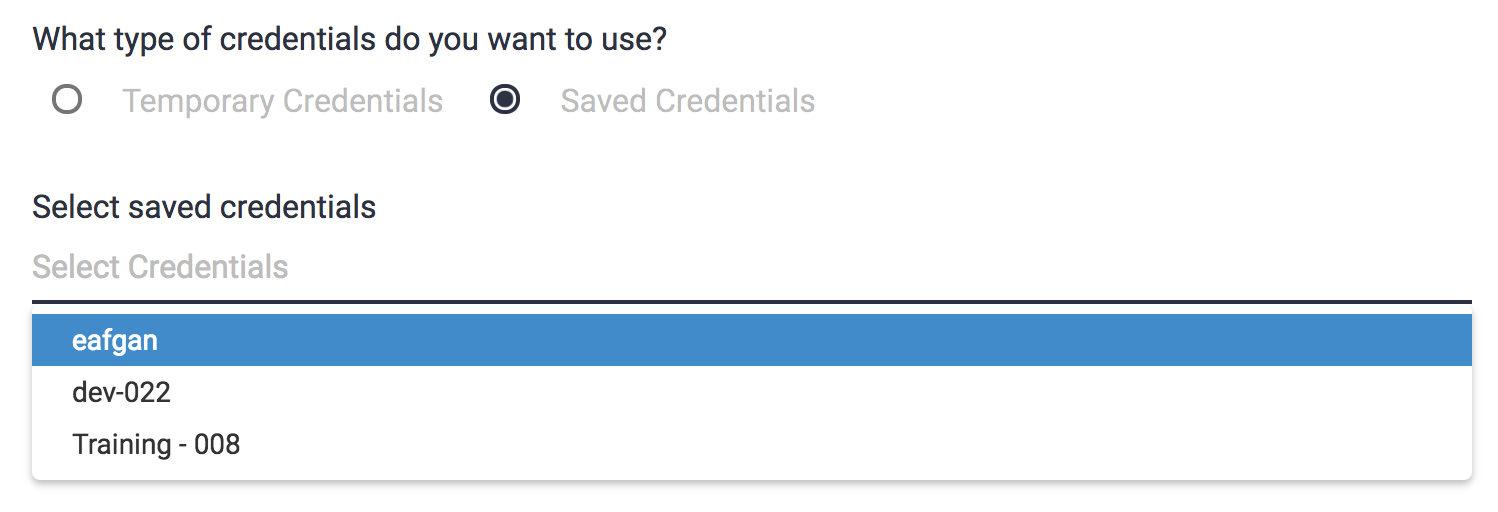 What type of credentials do you want to use?
Temporary Credentials Saved Credentials
Select saved credentials
Select Credentials
eafgan
dev-022
Training - 008